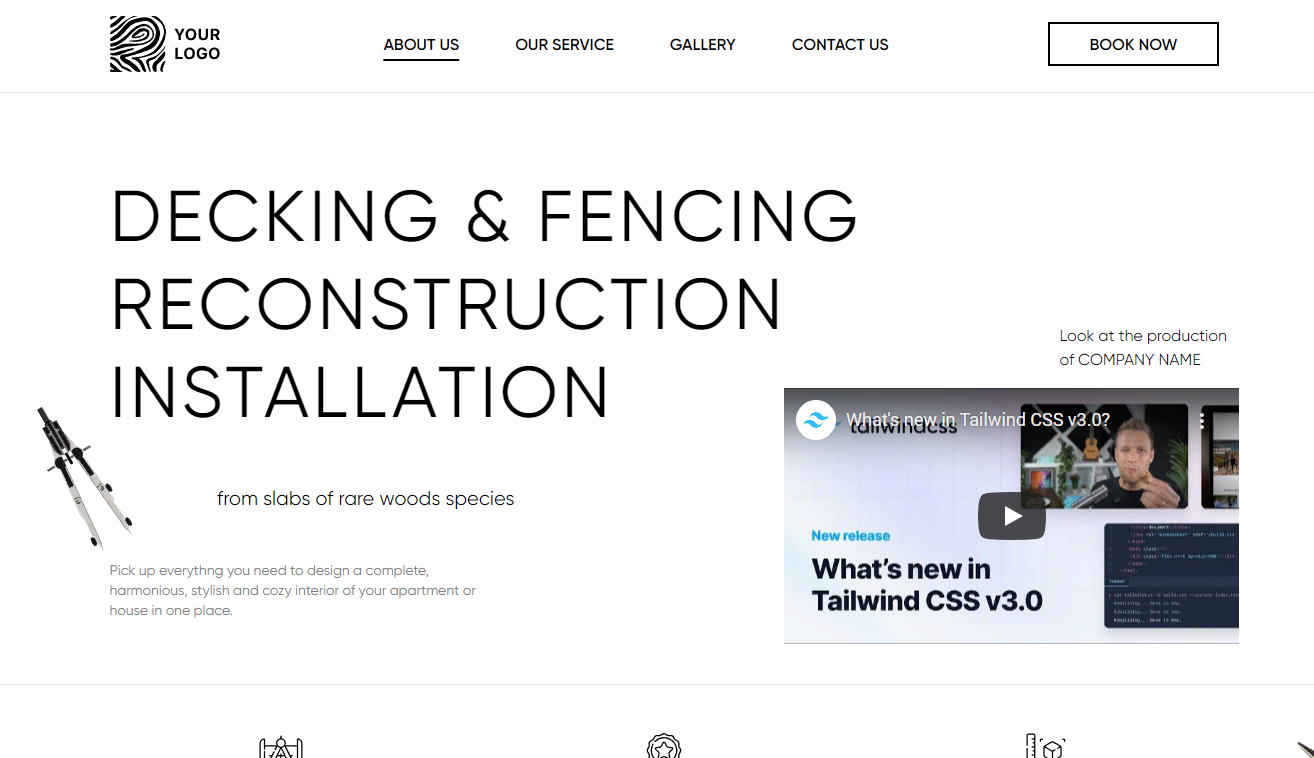 YOUR
LOGO
ABOUT US
OUR SERVICE
GALLERY
CONTACT US
BOOK NOW
DECKING & FENCING
RECONSTRUCTION
INSTALLATION
Look at the production
of COMPANY NAME
What's new in Tailwind CSS v3.0?
tailwindcss
from slabs of rare woods species
New release
What's new in
Tailwind CSS v3.0
Pick up everythng you need to design a complete,
harmonious, stylish and cozy interior of your apartment or
house in one place.